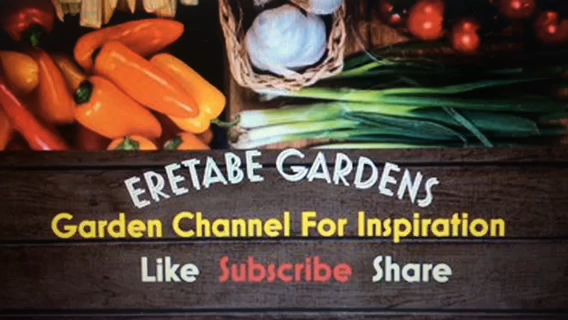 ERETABE GARDENS
Garden Channel For Inspiration
Like Subscribe Share